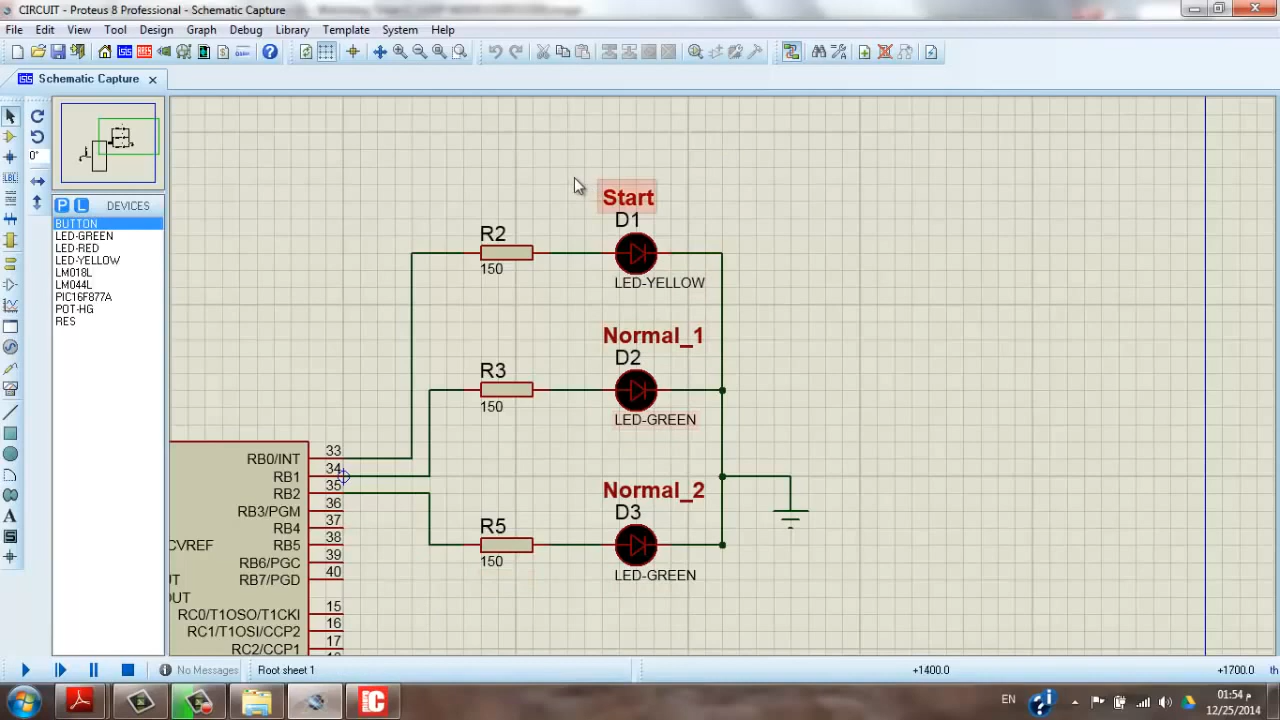 CIRCUIT - Proteus 8 Professional - Schematic Capture
File Edit View Tool Design Graph Debug Library Template System Help
Schematic Capture
0°
P L DEVICES
BUTTON
LED-GREEN
LED-RED
LED-YELLOW
LM018L
LM044L
PIC16F877A
POT-HG
RES
Start
D1
R2
150
LED-YELLOW
Normal_1
D2
R3
150
LED-GREEN
Normal_2
D3
R5
150
LED-GREEN
RB0/INT 33
RB1 34
RB2 35
RB3/PGM 36
RB4 37
CVREF RB5 38
RB6/PGC 39
RB7/PGD 40
OUT
RC0/T1OSO/T1CKI 15
RC1/T1OSI/CCP2 16
RC2/CCP1 17
No Messages Root sheet 1 +1400.0 +1700.0 th
EN 01:54 م
12/25/2014